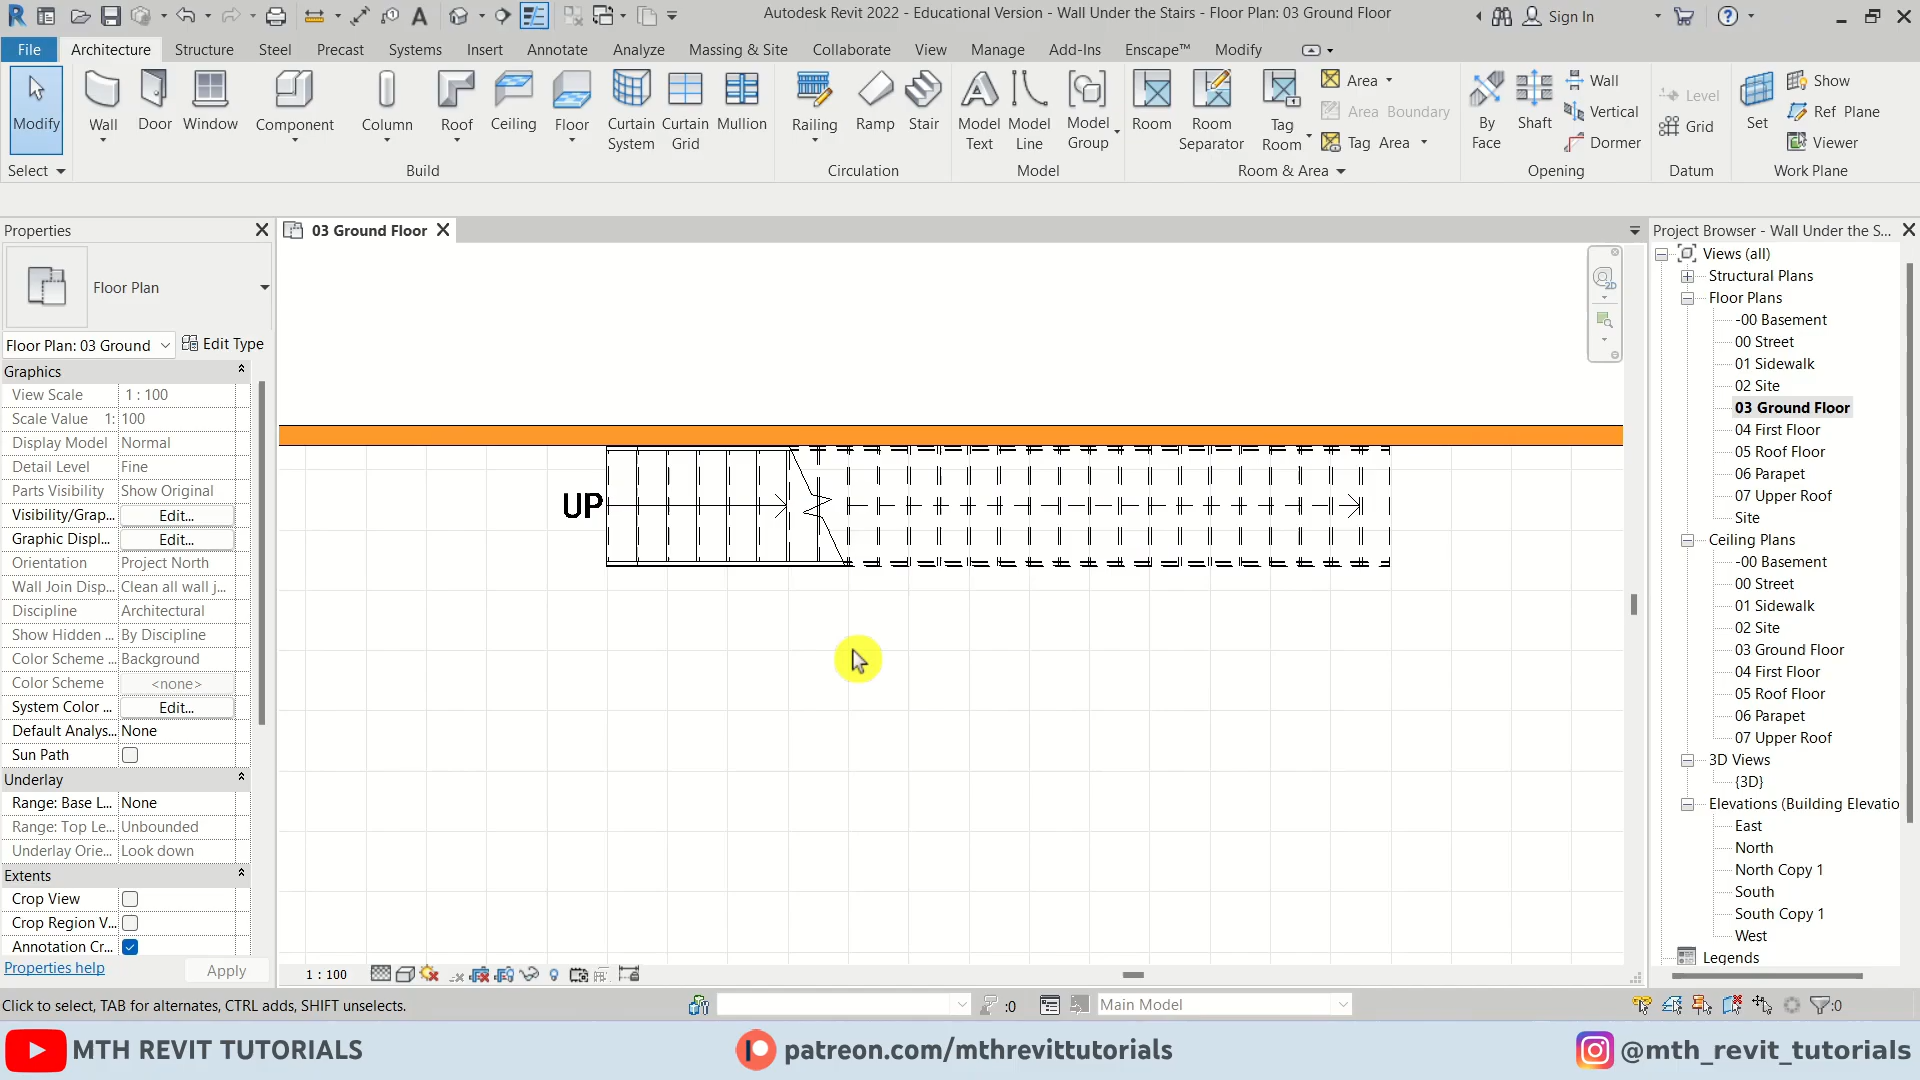 Autodesk Revit 2022 - Educational Version - Wall Under the Stairs - Floor Plan: 03 Ground Floor
Sign In
File Architecture Structure Steel Precast Systems Insert Annotate Analyze Massing & Site Collaborate View Manage Add-Ins Enscape™ Modify
Modify Wall Door Window Component Column Roof Ceiling Floor Curtain System Curtain Grid Mullion Railing Ramp Stair Model Text Model Line Model Group Room Room Separator Tag Room Area Area Boundary Tag Area By Face Shaft Wall Vertical Dormer Level Grid Set Show Ref Plane Viewer
Select Build Circulation Model Room & Area Opening Datum Work Plane
Properties
Floor Plan
Floor Plan: 03 Ground Edit Type
Graphics
View Scale 1 : 100
Scale Value 1: 100
Display Model Normal
Detail Level Fine
Parts Visibility Show Original
Visibility/Grap... Edit...
Graphic Displ... Edit...
Orientation Project North
Wall Join Disp... Clean all wall j...
Discipline Architectural
Show Hidden ... By Discipline
Color Scheme ... Background
Color Scheme <none>
System Color ... Edit...
Default Analys... None
Sun Path
Underlay
Range: Base L... None
Range: Top Le... Unbounded
Underlay Orie... Look down
Extents
Crop View
Crop Region V...
Annotation Cr...
Properties help Apply
03 Ground Floor
UP
2D
1 : 100
Project Browser - Wall Under the S...
Views (all)
Structural Plans
Floor Plans
-00 Basement
00 Street
01 Sidewalk
02 Site
03 Ground Floor
04 First Floor
05 Roof Floor
06 Parapet
07 Upper Roof
Site
Ceiling Plans
-00 Basement
00 Street
01 Sidewalk
02 Site
03 Ground Floor
04 First Floor
05 Roof Floor
06 Parapet
07 Upper Roof
3D Views
{3D}
Elevations (Building Elevatio
East
North
North Copy 1
South
South Copy 1
West
Legends
Click to select, TAB for alternates, CTRL adds, SHIFT unselects.
:0
Main Model
:0
MTH REVIT TUTORIALS
patreon.com/mthrevittutorials
@mth_revit_tutorials